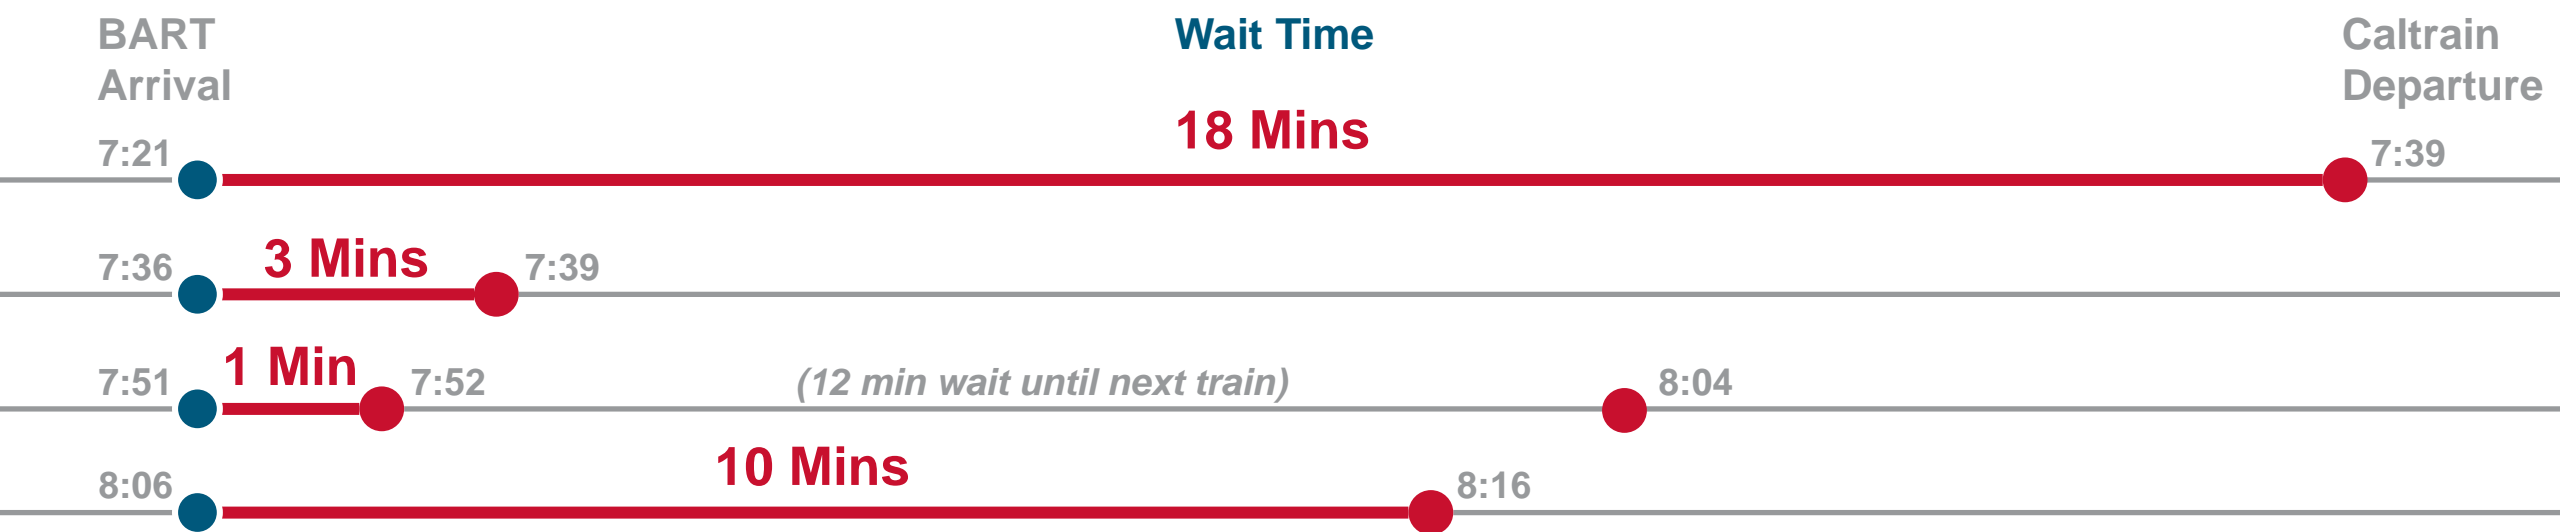 BART
Arrival
Wait Time
Caltrain
Departure
18 Mins
7:21
7:39
3 Mins
7:36
7:39
1 Min
7:51
7:52
(12 min wait until next train)
8:04
10 Mins
8:06
8:16